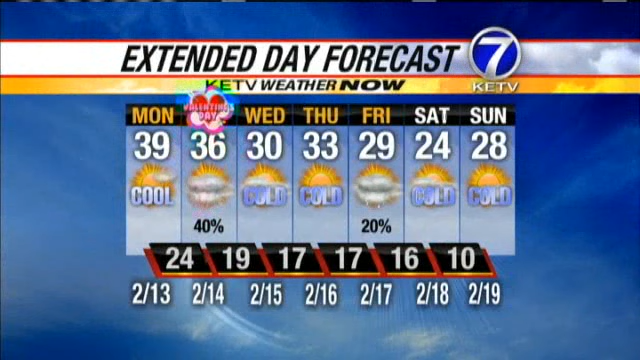 EXTENDED DAY FORECAST
7
KETV
KETV WEATHER NOW
MON VALENTINE'S DAY WED THU FRI SAT SUN
39 36 30 33 29 24 28
COOL COLD COLD COLD COLD
40% 20%
24 19 17 17 16 10
2/13 2/14 2/15 2/16 2/17 2/18 2/19